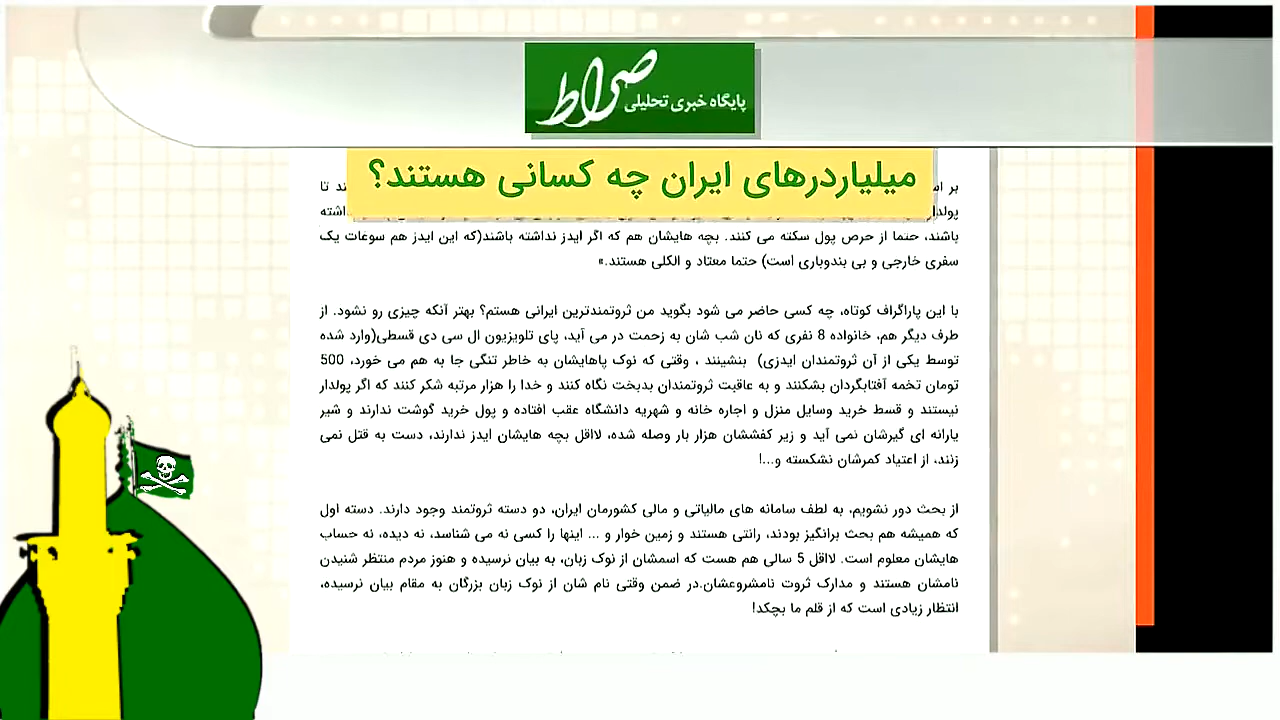 صراط
پایگاه خبری تحلیلی
میلیاردرهای ایران چه کسانی هستند؟
بر
ند تا
پولدا
اشته
باشند، حتما از حرص پول سکته می کنند. بچه هایشان هم که اگر ایدز نداشته باشند(که این ایدز هم سوغات یک
سفری خارجی و بی بندوباری است) حتما معتاد و الکلی هستند.»
با این پاراگراف کوتاه، چه کسی حاضر می شود بگوید من ثروتمندترین ایرانی هستم؟ بهتر آنکه چیزی رو نشود. از
طرف دیگر هم، خانواده 8 نفری که نان شب شان به زحمت در می آید، پای تلویزیون ال سی دی قسطی(وارد شده
توسط یکی از آن ثروتمندان ایدزی) بنشینند ، وقتی که نوک پاهایشان به خاطر تنگی جا به هم می خورد، 500
تومان تخمه آفتابگردان بشکنند و به عاقبت ثروتمندان بدبخت نگاه کنند و خدا را هزار مرتبه شکر کنند که اگر پولدار
نیستند و قسط خرید وسایل منزل و اجاره خانه و شهریه دانشگاه عقب افتاده و پول خرید گوشت ندارند و شیر
یارانه ای گیرشان نمی آید و زیر کفششان هزار بار وصله شده، لااقل بچه هایشان ایدز ندارند، دست به قتل نمی
زنند، از اعتیاد کمرشان نشکسته و...!
از بحث دور نشویم، به لطف سامانه های مالیاتی و مالی کشورمان ایران، دو دسته ثروتمند وجود دارند. دسته اول
که همیشه هم بحث برانگیز بودند، رانتی هستند و زمین خوار و ... اینها را کسی نه می شناسد، نه دیده، نه حساب
هایشان معلوم است. لااقل 5 سالی هم هست که اسمشان از نوک زبان، به بیان نرسیده و هنوز مردم منتظر شنیدن
نامشان هستند و مدارک ثروت نامشروعشان.در ضمن وقتی نام شان از نوک زبان بزرگان به مقام بیان نرسیده،
انتظار زیادی است که از قلم ما بچکد!